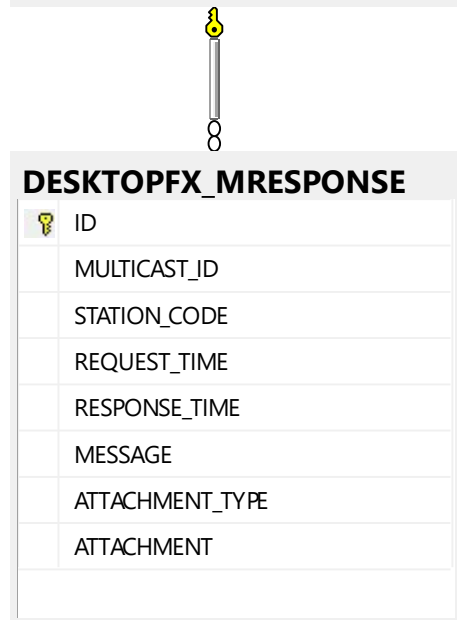 DESKTOPFX_MRESPONSE
ID
MULTICAST_ID
STATION_CODE
REQUEST_TIME
RESPONSE_TIME
MESSAGE
ATTACHMENT_TYPE
ATTACHMENT